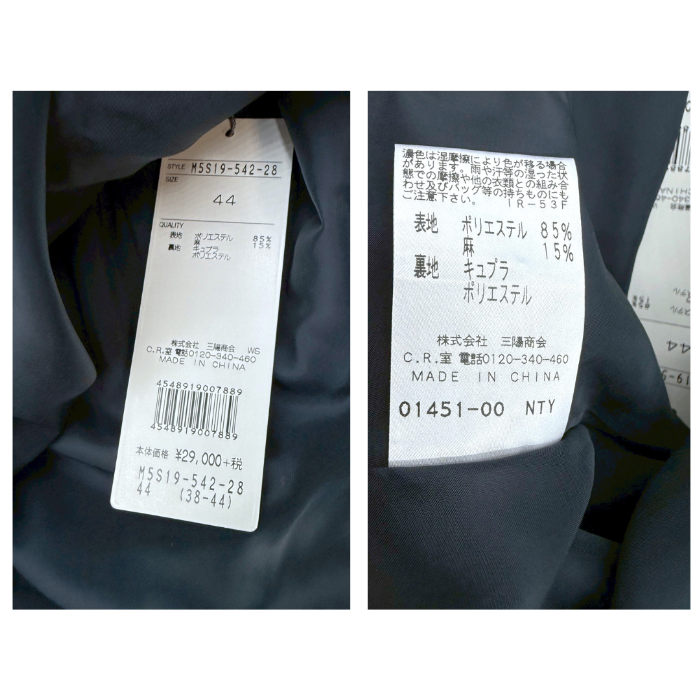 STYLE M5S19-542-28
SIZE
44
QUALITY
表地 ポリエステル 85%
麻 15%
裏地 キュプラ
ポリエステル
株式会社 三陽商会 WS
C.R.室 電話0120-340-460
MADE IN CHINA
4548919007889
4548919007889
本体価格 ¥29,000+税
M5S19-542-28
44 (38-44)
濃色は湿摩擦により色が移る場合
があります。雨や汗等の湿った状
態での摩擦や他の衣類との組み合
わせ及びバッグ等の持ちものにも
ご注意下さい。 IR-53F
表地 ポリエステル 85%
麻 15%
裏地 キュプラ
ポリエステル
株式会社 三陽商会
C.R.室 電話0120-340-460
MADE IN CHINA
01451-00 NTY